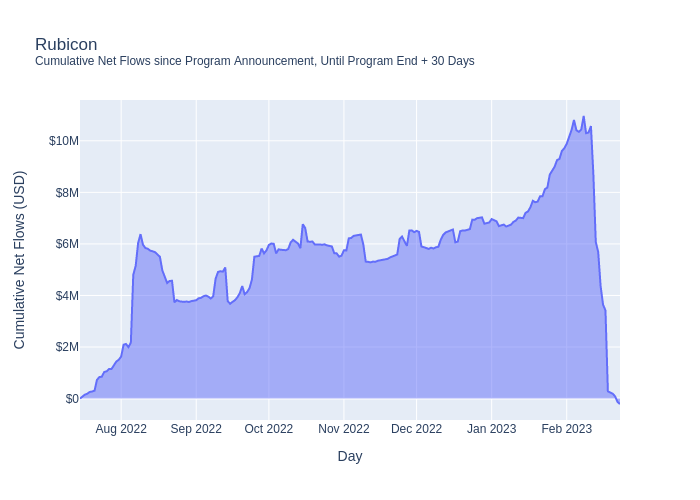 Rubicon
Cumulative Net Flows since Program Announcement, Until Program End + 30 Days
Cumulative Net Flows (USD)
$10M
$8M
$6M
$4M
$2M
$0
Aug 2022 Sep 2022 Oct 2022 Nov 2022 Dec 2022 Jan 2023 Feb 2023
Day